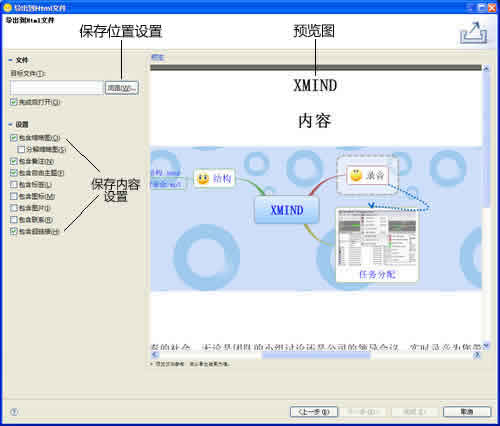 导出到Html文件
导出到Html文件
保存位置设置
预览图
文件
目标文件(T):
浏览(W)...
完成后打开(O)
预览
XMIND
内容
设置
包含缩略图(O)
分解缩略图(S)
包含备注(N)
包含自由主题(F)
包含标签(L)
包含图标(M)
包含图片(I)
包含联系(R)
包含超链接(H)
保存内容
设置
结构
录音
XMIND
任务分配
<上一步(B)
下一步(N)>
完成(F)
取消